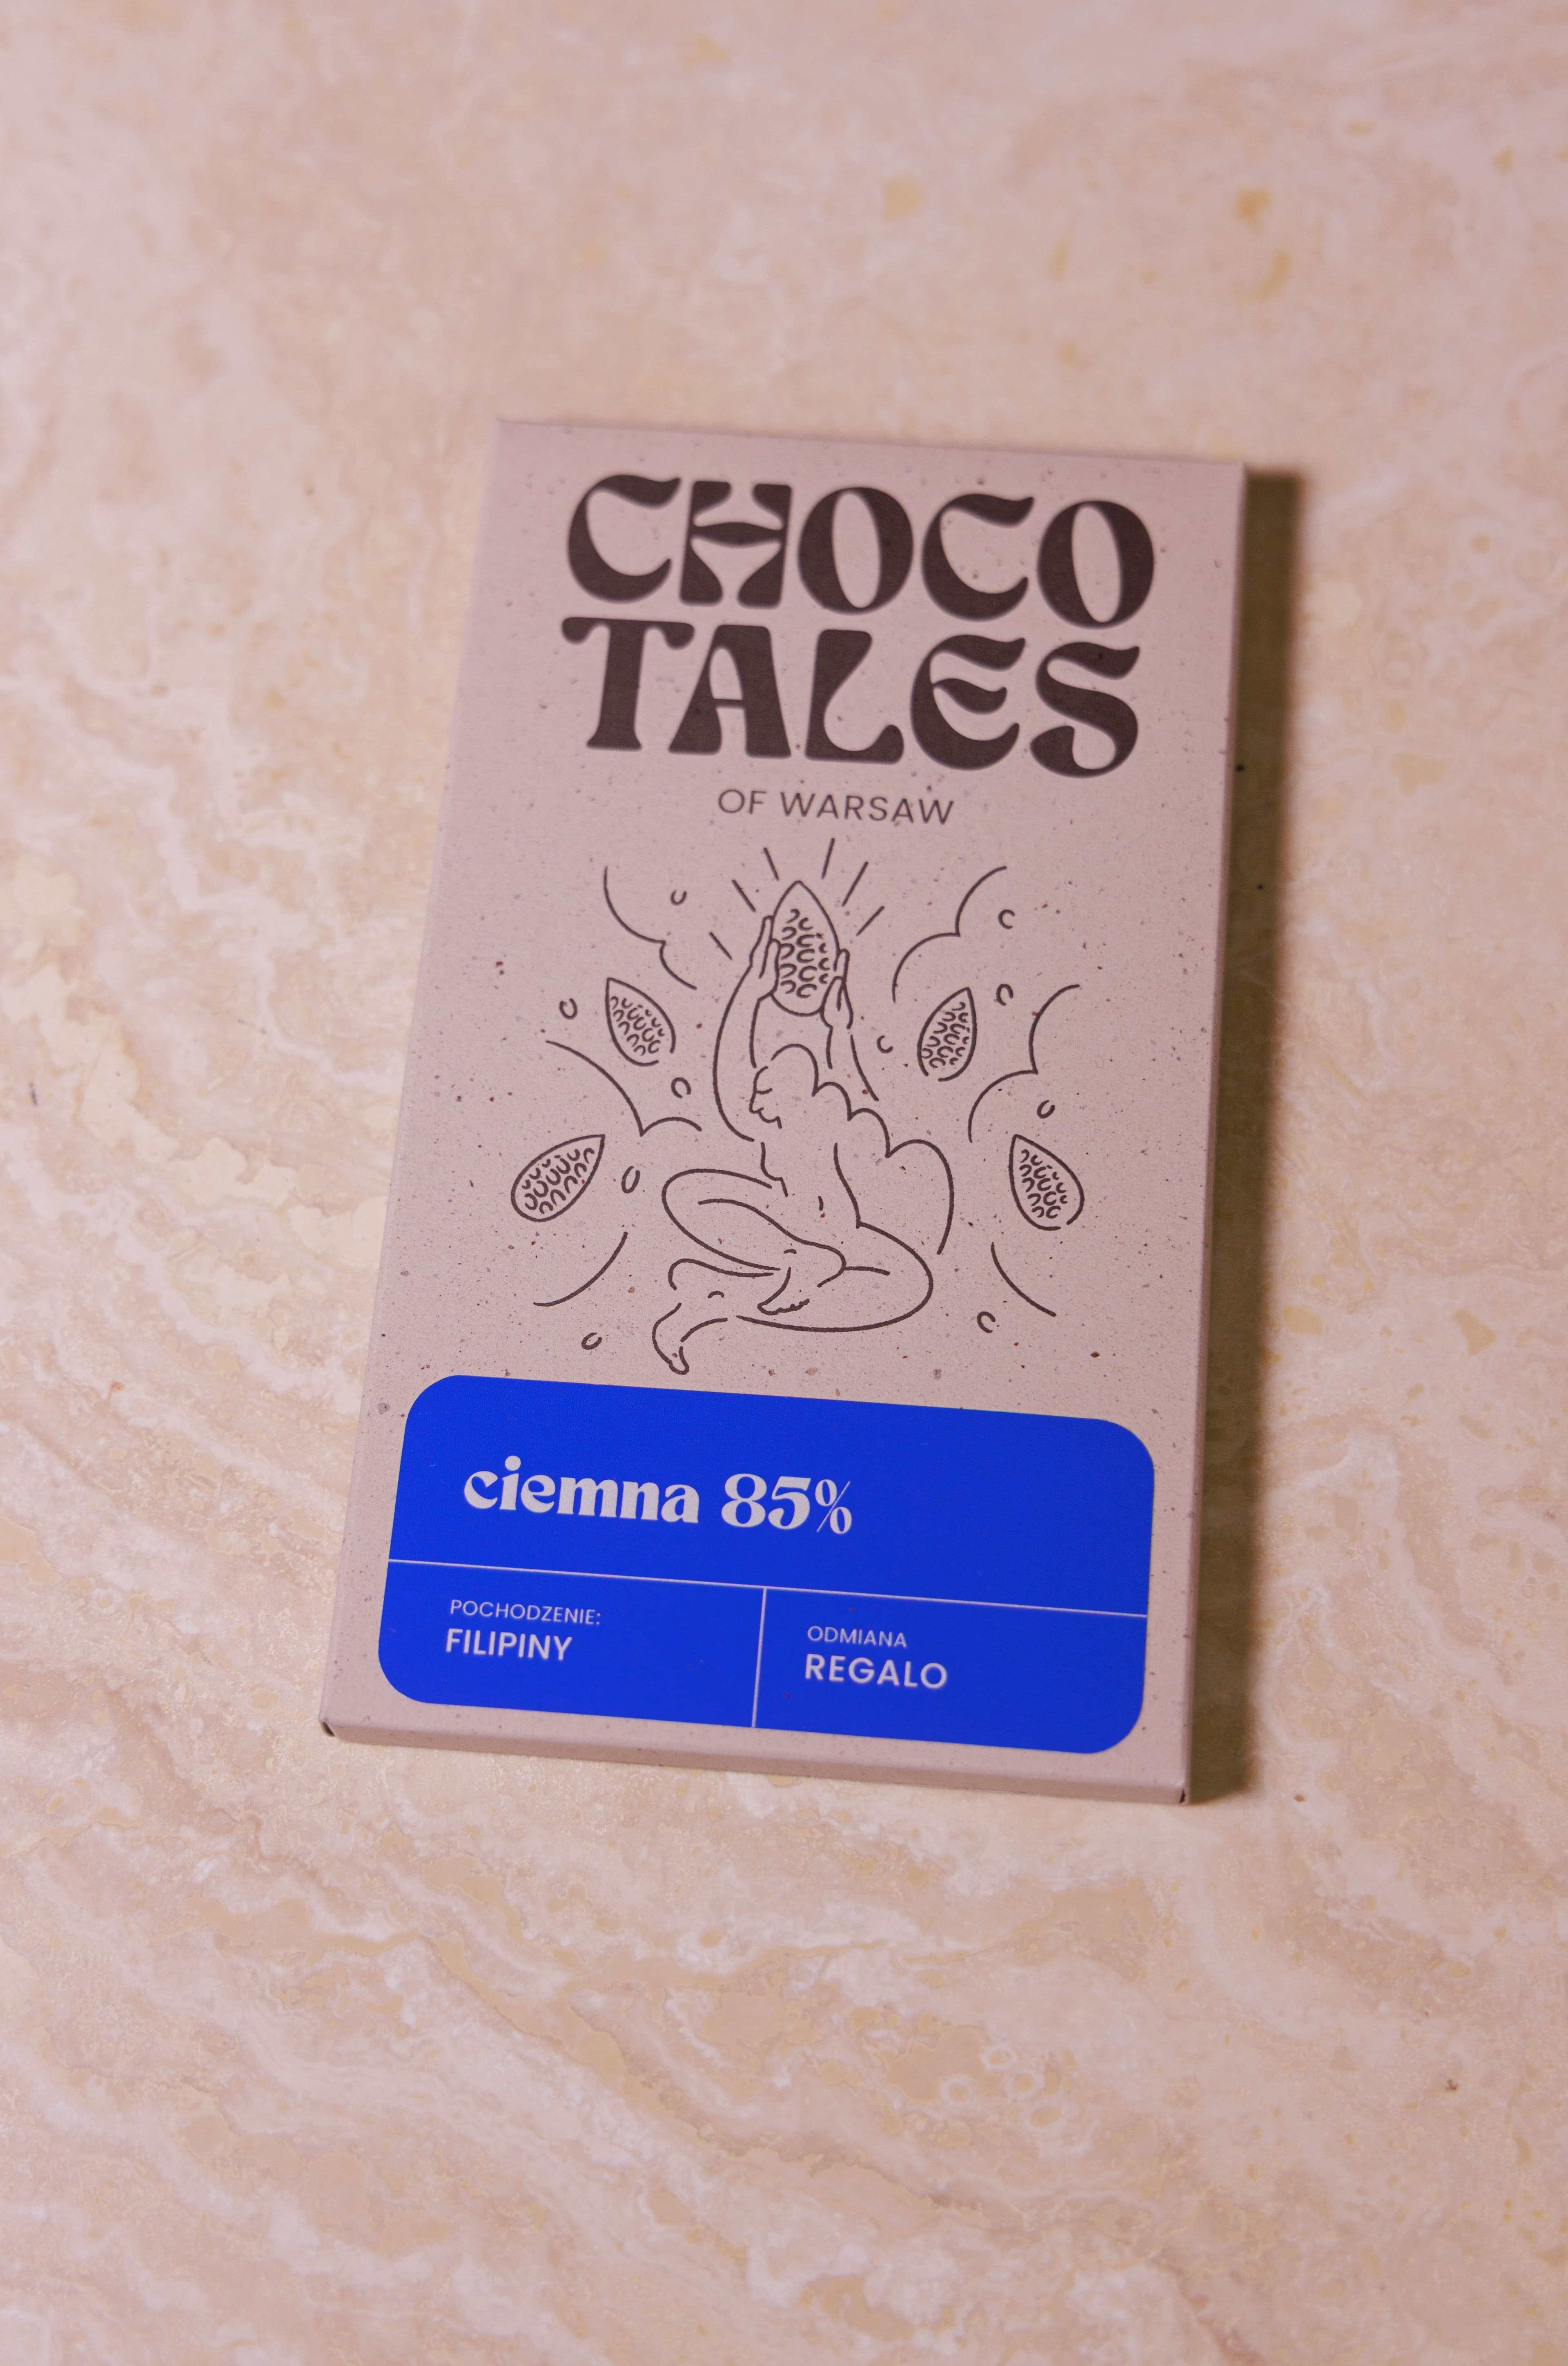 CHOCO
TALES
OF WARSAW
ciemna 85%
POCHODZENIE:
FILIPINY
ODMIANA
REGALO